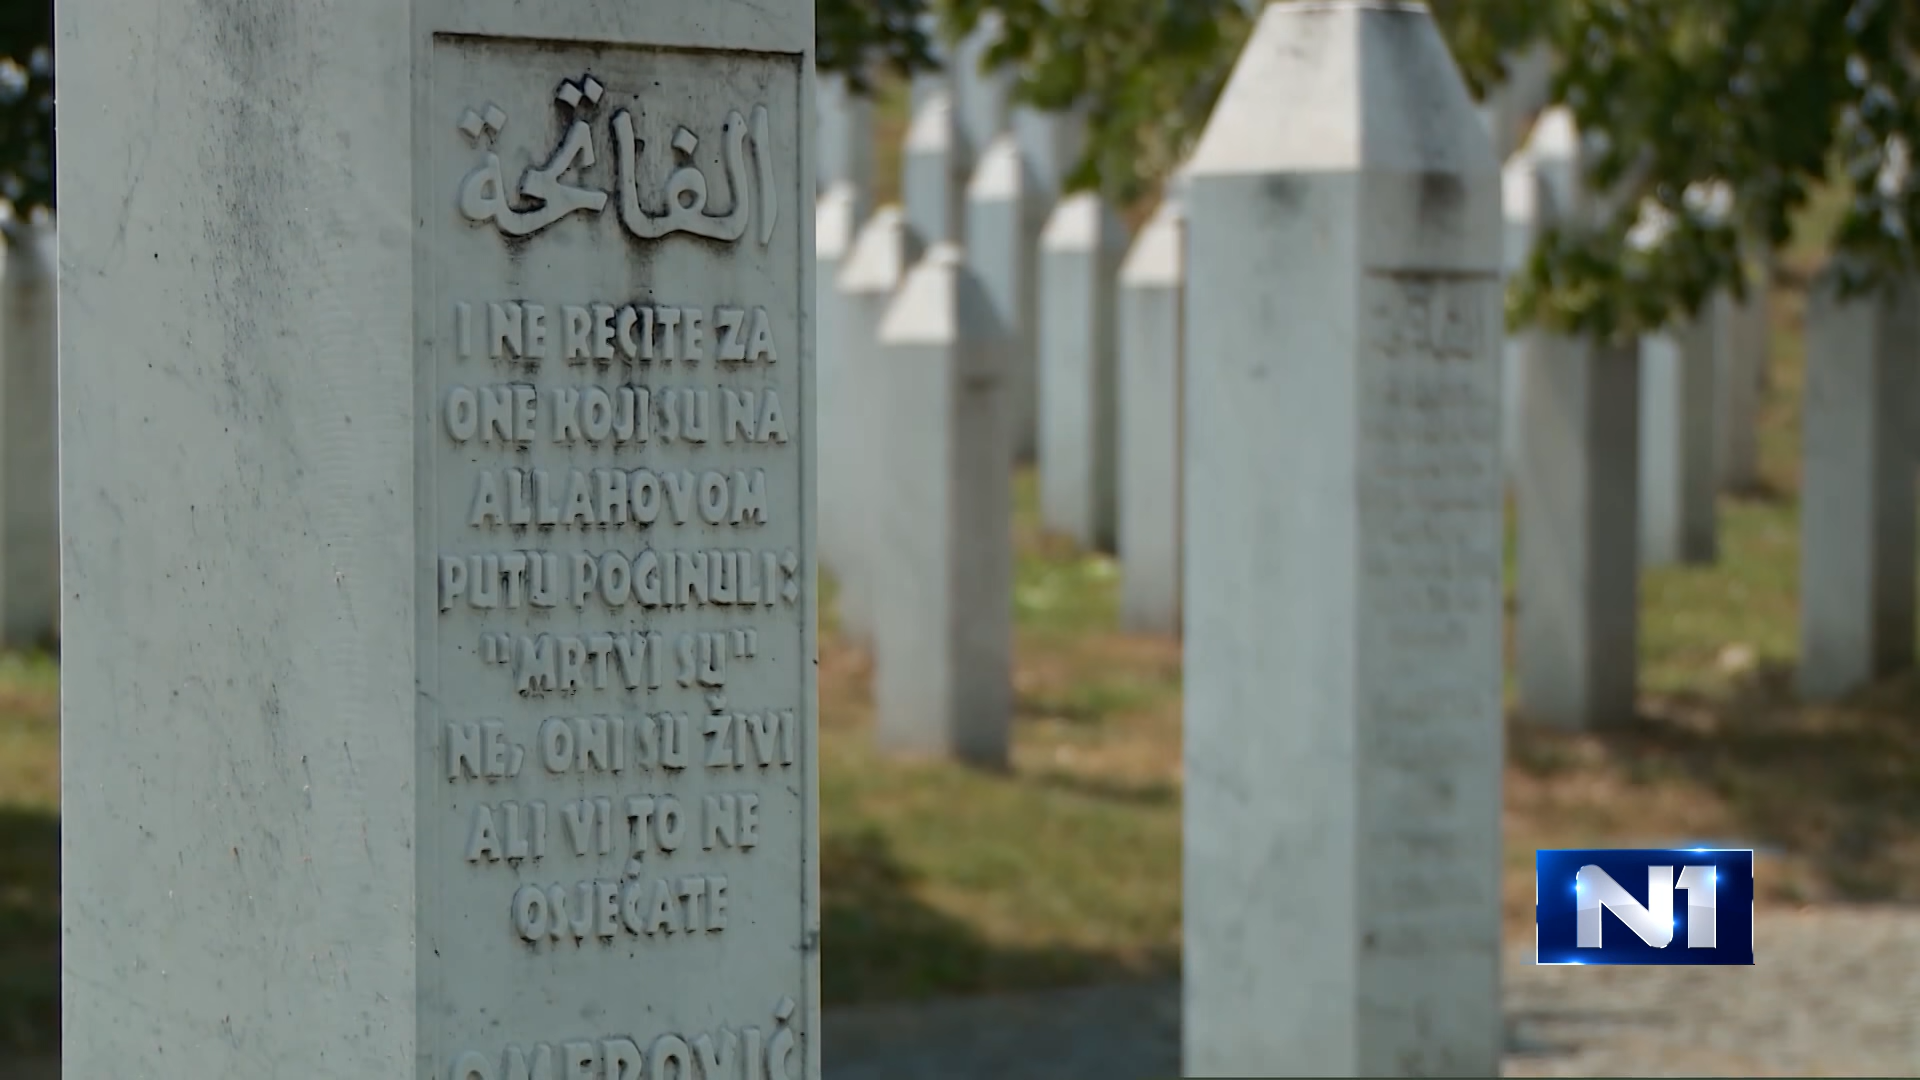 الفاتحة
I NE RECITE ZA
ONE KOJI SU NA
ALLAHOVOM
PUTU POGINULI:
"MRTVI SU"
NE, ONI SU ŽIVI
ALI VI TO NE
OSJEĆATE
OMEROVIĆ
N1